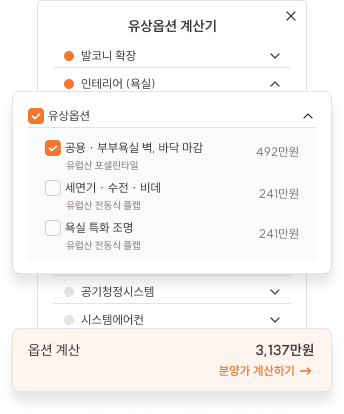 유상옵션 계산기
발코니 확장
인테리어 (욕실)
유상옵션
공용 · 부부욕실 벽, 바닥 마감
492만원
유럽산 포셀린타일
세면기 · 수전 · 비데
241만원
유럽산 전동식 플랩
욕실 특화 조명
241만원
유럽산 전동식 플랩
공기청정시스템
시스템에어컨
옵션 계산
3,137만원
분양가 계산하기 →